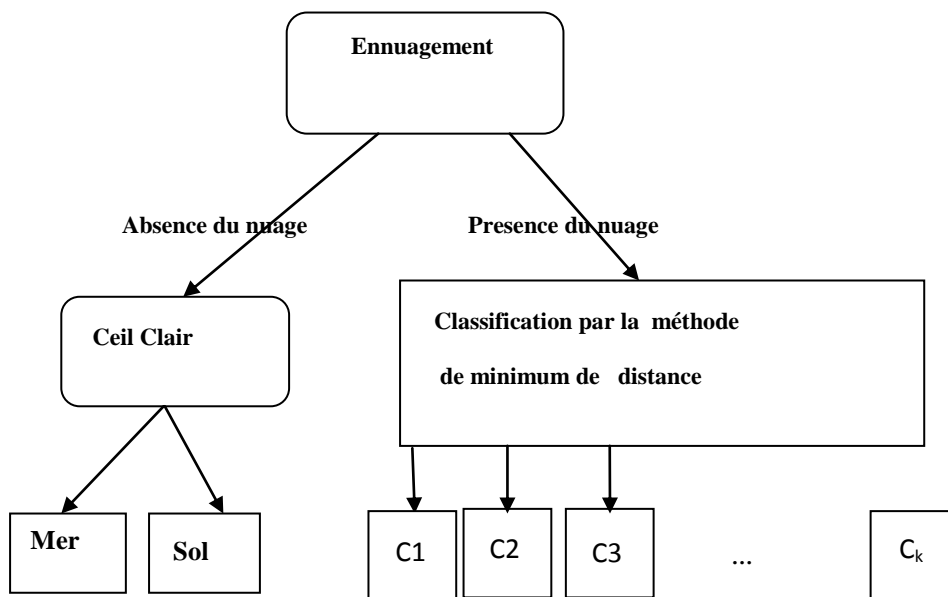 Ennuagement
Absence du nuage
Presence du nuage
Ceil Clair
Classification par la méthode
de minimum de distance
Mer
Sol
C1
C2
C3
...
Cₖ